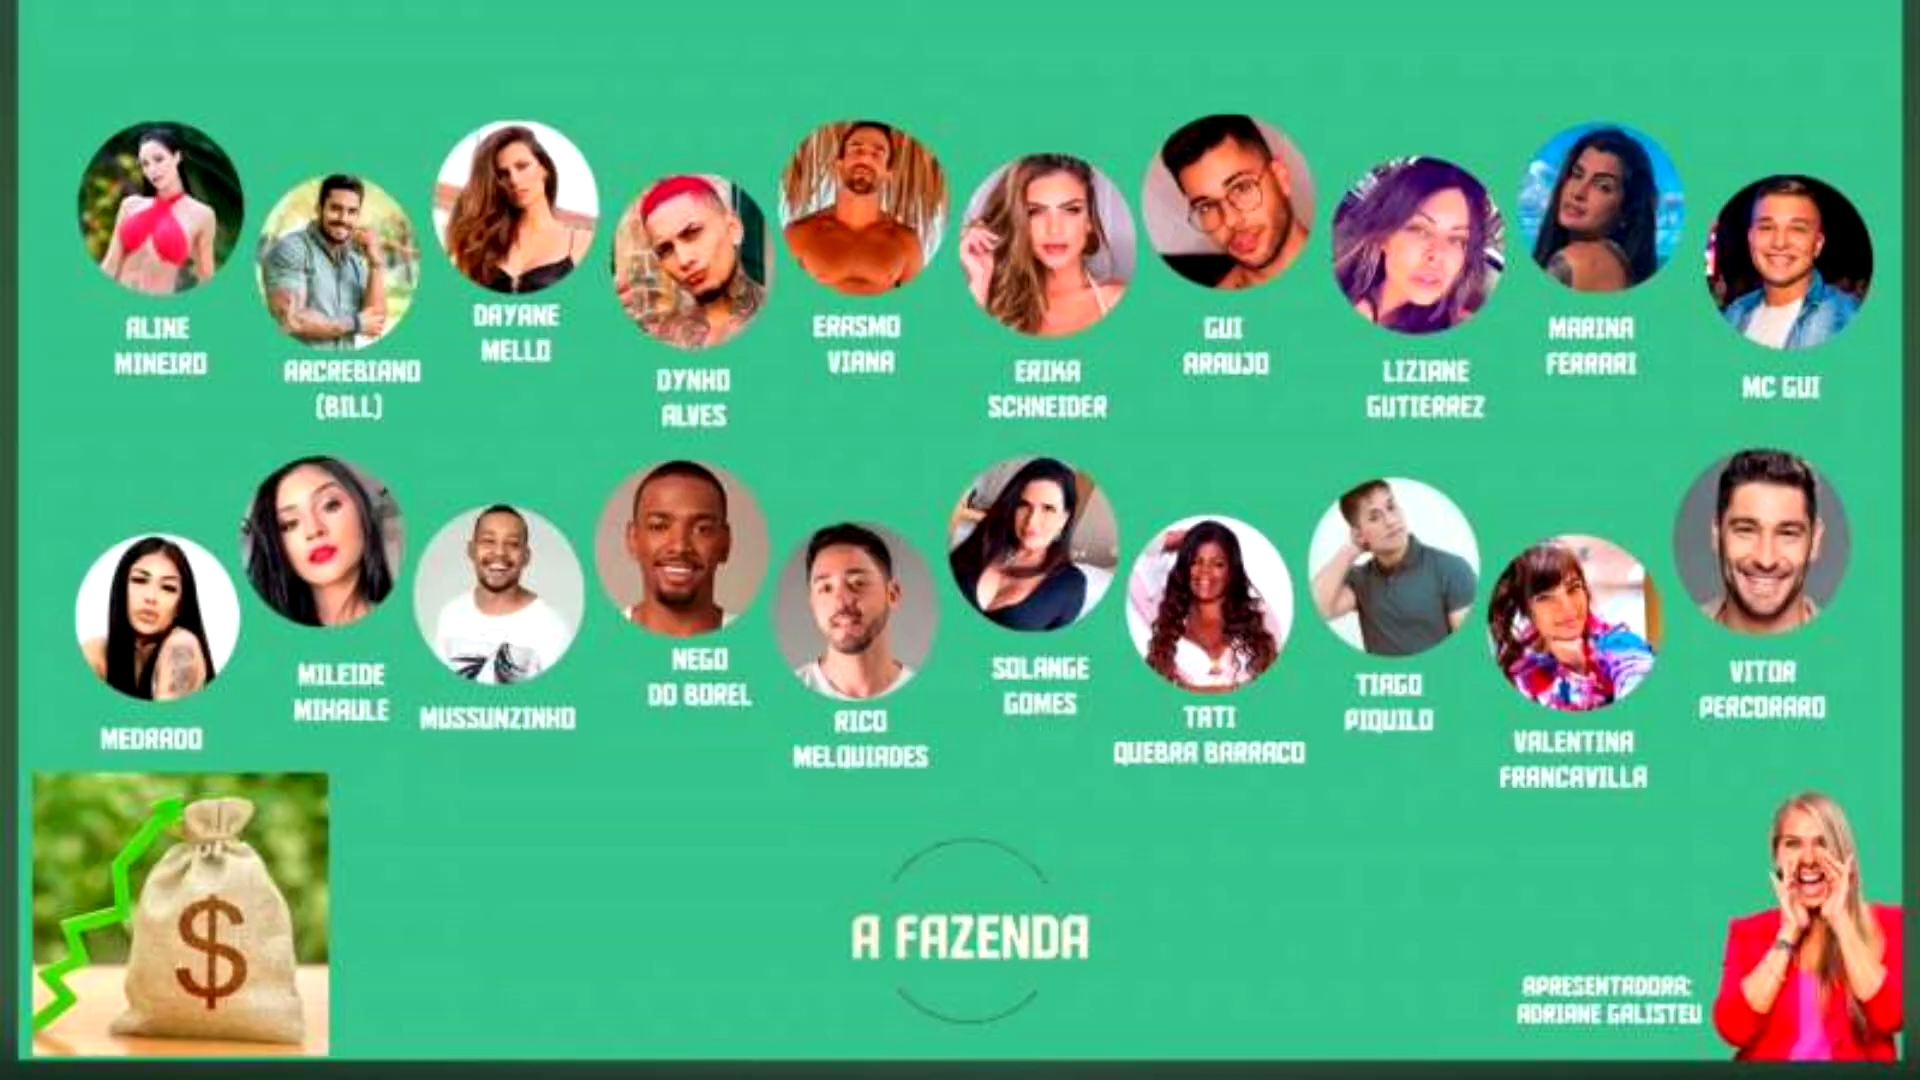 ALINE
MINEIRO
ARCREBIANO
(BILL)
DAYANE
MELLO
DYNHO
ALVES
ERASMO
VIANA
ERIKA
SCHNEIDER
GUI
ARAUJO
LIZIANE
GUTIERREZ
MARINA
FERRARI
MC GUI
MEDRADO
MILEIDE
MIHAULE
MUSSUNZINHO
NEGO
DO BOREL
RICO
MELQUIADES
SOLANGE
GOMES
TATI
QUEBRA BARRACO
TIAGO
PIQUILO
VALENTINA
FRANCAVILLA
VITOR
PERCORARO
$
A FAZENDA
APRESENTADORA:
ADRIANE GALISTEU